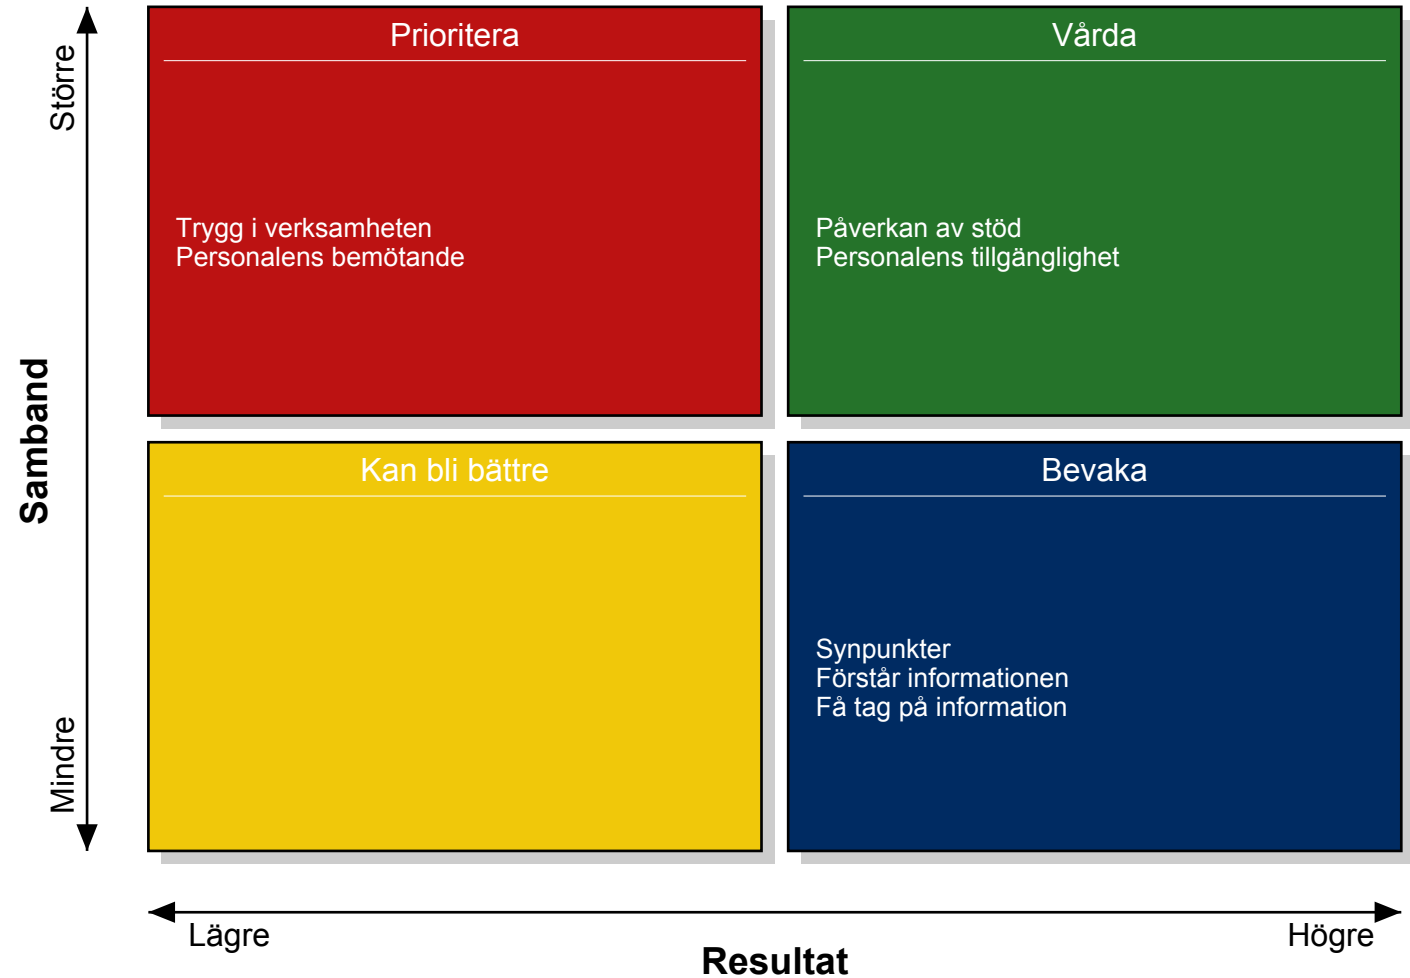 Större
Samband
Mindre
Prioritera
Trygg i verksamheten
Personalens bemötande
Vårda
Påverkan av stöd
Personalens tillgänglighet
Kan bli bättre
Bevaka
Synpunkter
Förstår informationen
Få tag på information
Lägre
Resultat
Högre